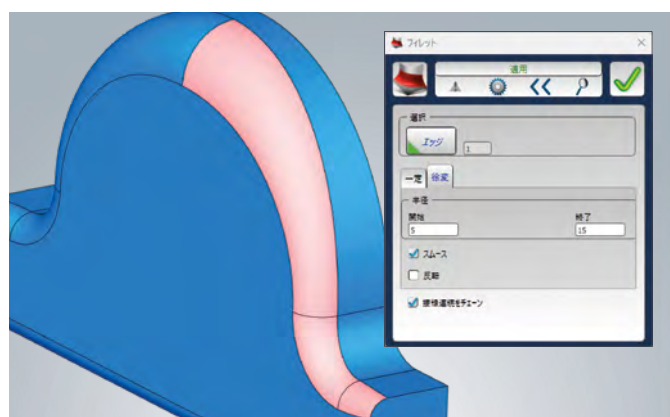 フィレット
適用
選択
エッジ
1
一定 徐変
半径
開始 終了
5 15
スムース
反転
接線連続をチェーン